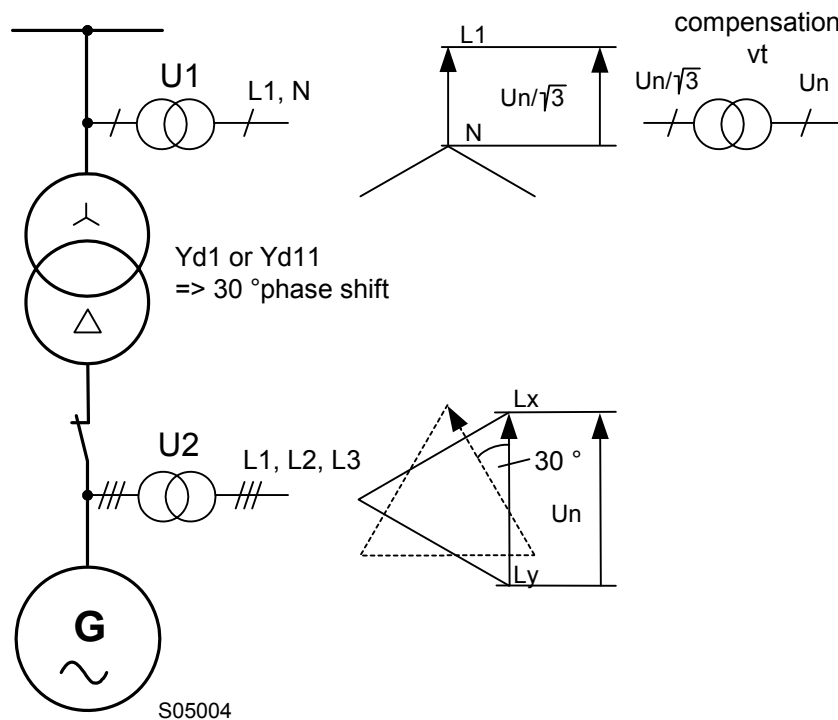 U1
L1, N
Yd1 or Yd11
=> 30 °phase shift
U2
L1, L2, L3
G
S05004
L1
Un/√3
N
compensation
vt
Un/√3
Un
Lx
30 °
Un
Ly